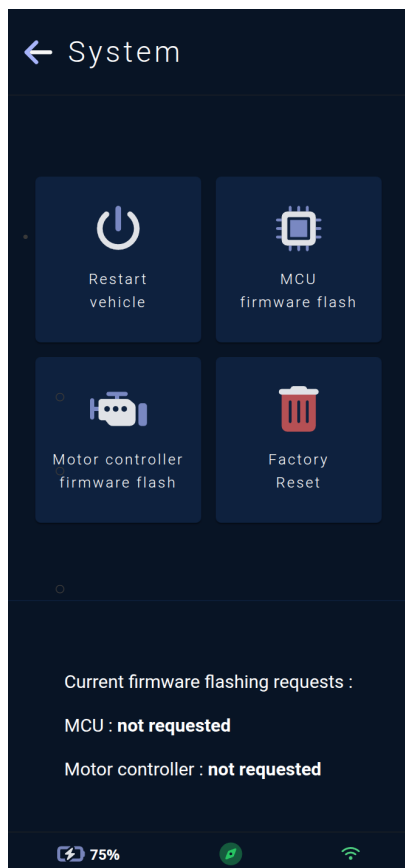 System
Restart
vehicle
MCU
firmware flash
Motor controller
firmware flash
Factory
Reset
Current firmware flashing requests :
MCU : not requested
Motor controller : not requested
75%